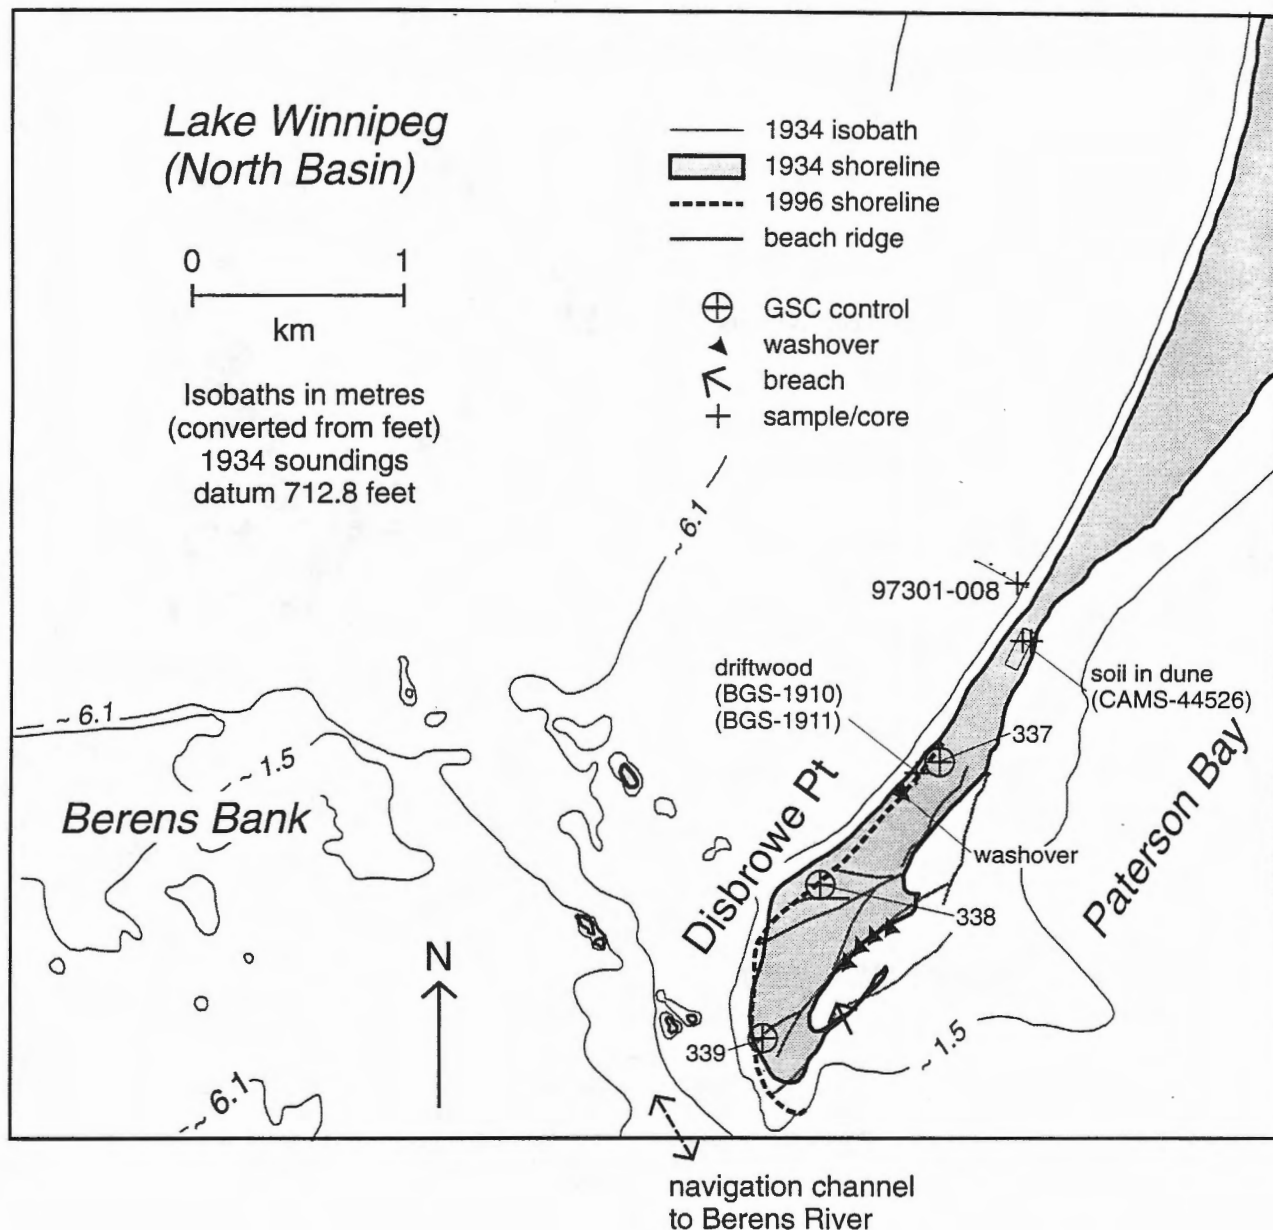 Lake Winnipeg
(North Basin)
0 1
km
Isobaths in metres
(converted from feet)
1934 soundings
datum 712.8 feet
1934 isobath
1934 shoreline
1996 shoreline
beach ridge
GSC control
washover
breach
sample/core
~ 6.1
97301-008
driftwood
(BGS-1910)
(BGS-1911)
soil in dune
(CAMS-44526)
337
~ 6.1
~ 1.5
Berens Bank
Disbrowe Pt
Paterson Bay
washover
338
N
339
~ 1.5
~ 6.1
navigation channel
to Berens River